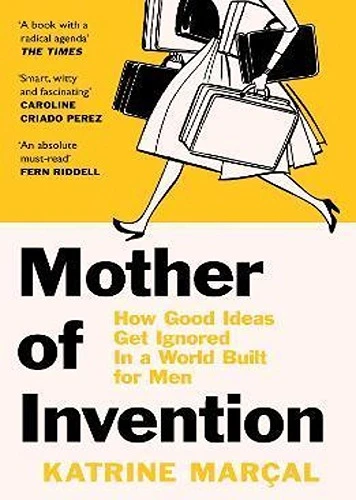 'A book with a
radical agenda'
THE TIMES
'Smart, witty
and fascinating'
CAROLINE
CRIADO PEREZ
'An absolute
must-read'
FERN RIDDELL
Mother
of
Invention
How Good Ideas
Get Ignored
In a World Built
for Men
KATRINE MARÇAL